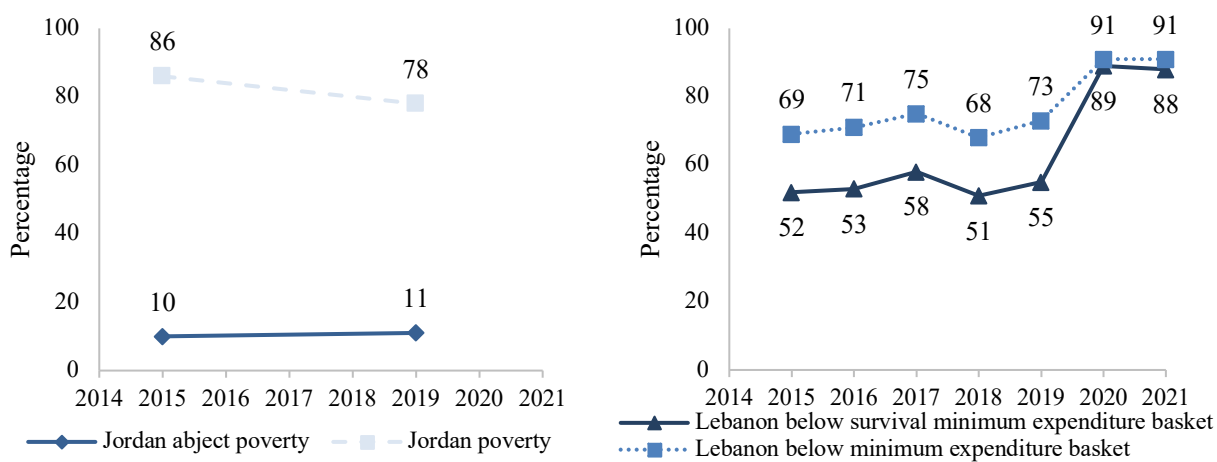 100
80
60
40
20
0
Percentage
86
78
10
11
2014 2015 2016 2017 2018 2019 2020 2021
Jordan abject poverty Jordan poverty
100
80
60
40
20
0
Percentage
69 71 75 68 73 91 91
52 53 58 51 55 89 88
2014 2015 2016 2017 2018 2019 2020 2021
Lebanon below survival minimum expenditure basket
Lebanon below minimum expenditure basket